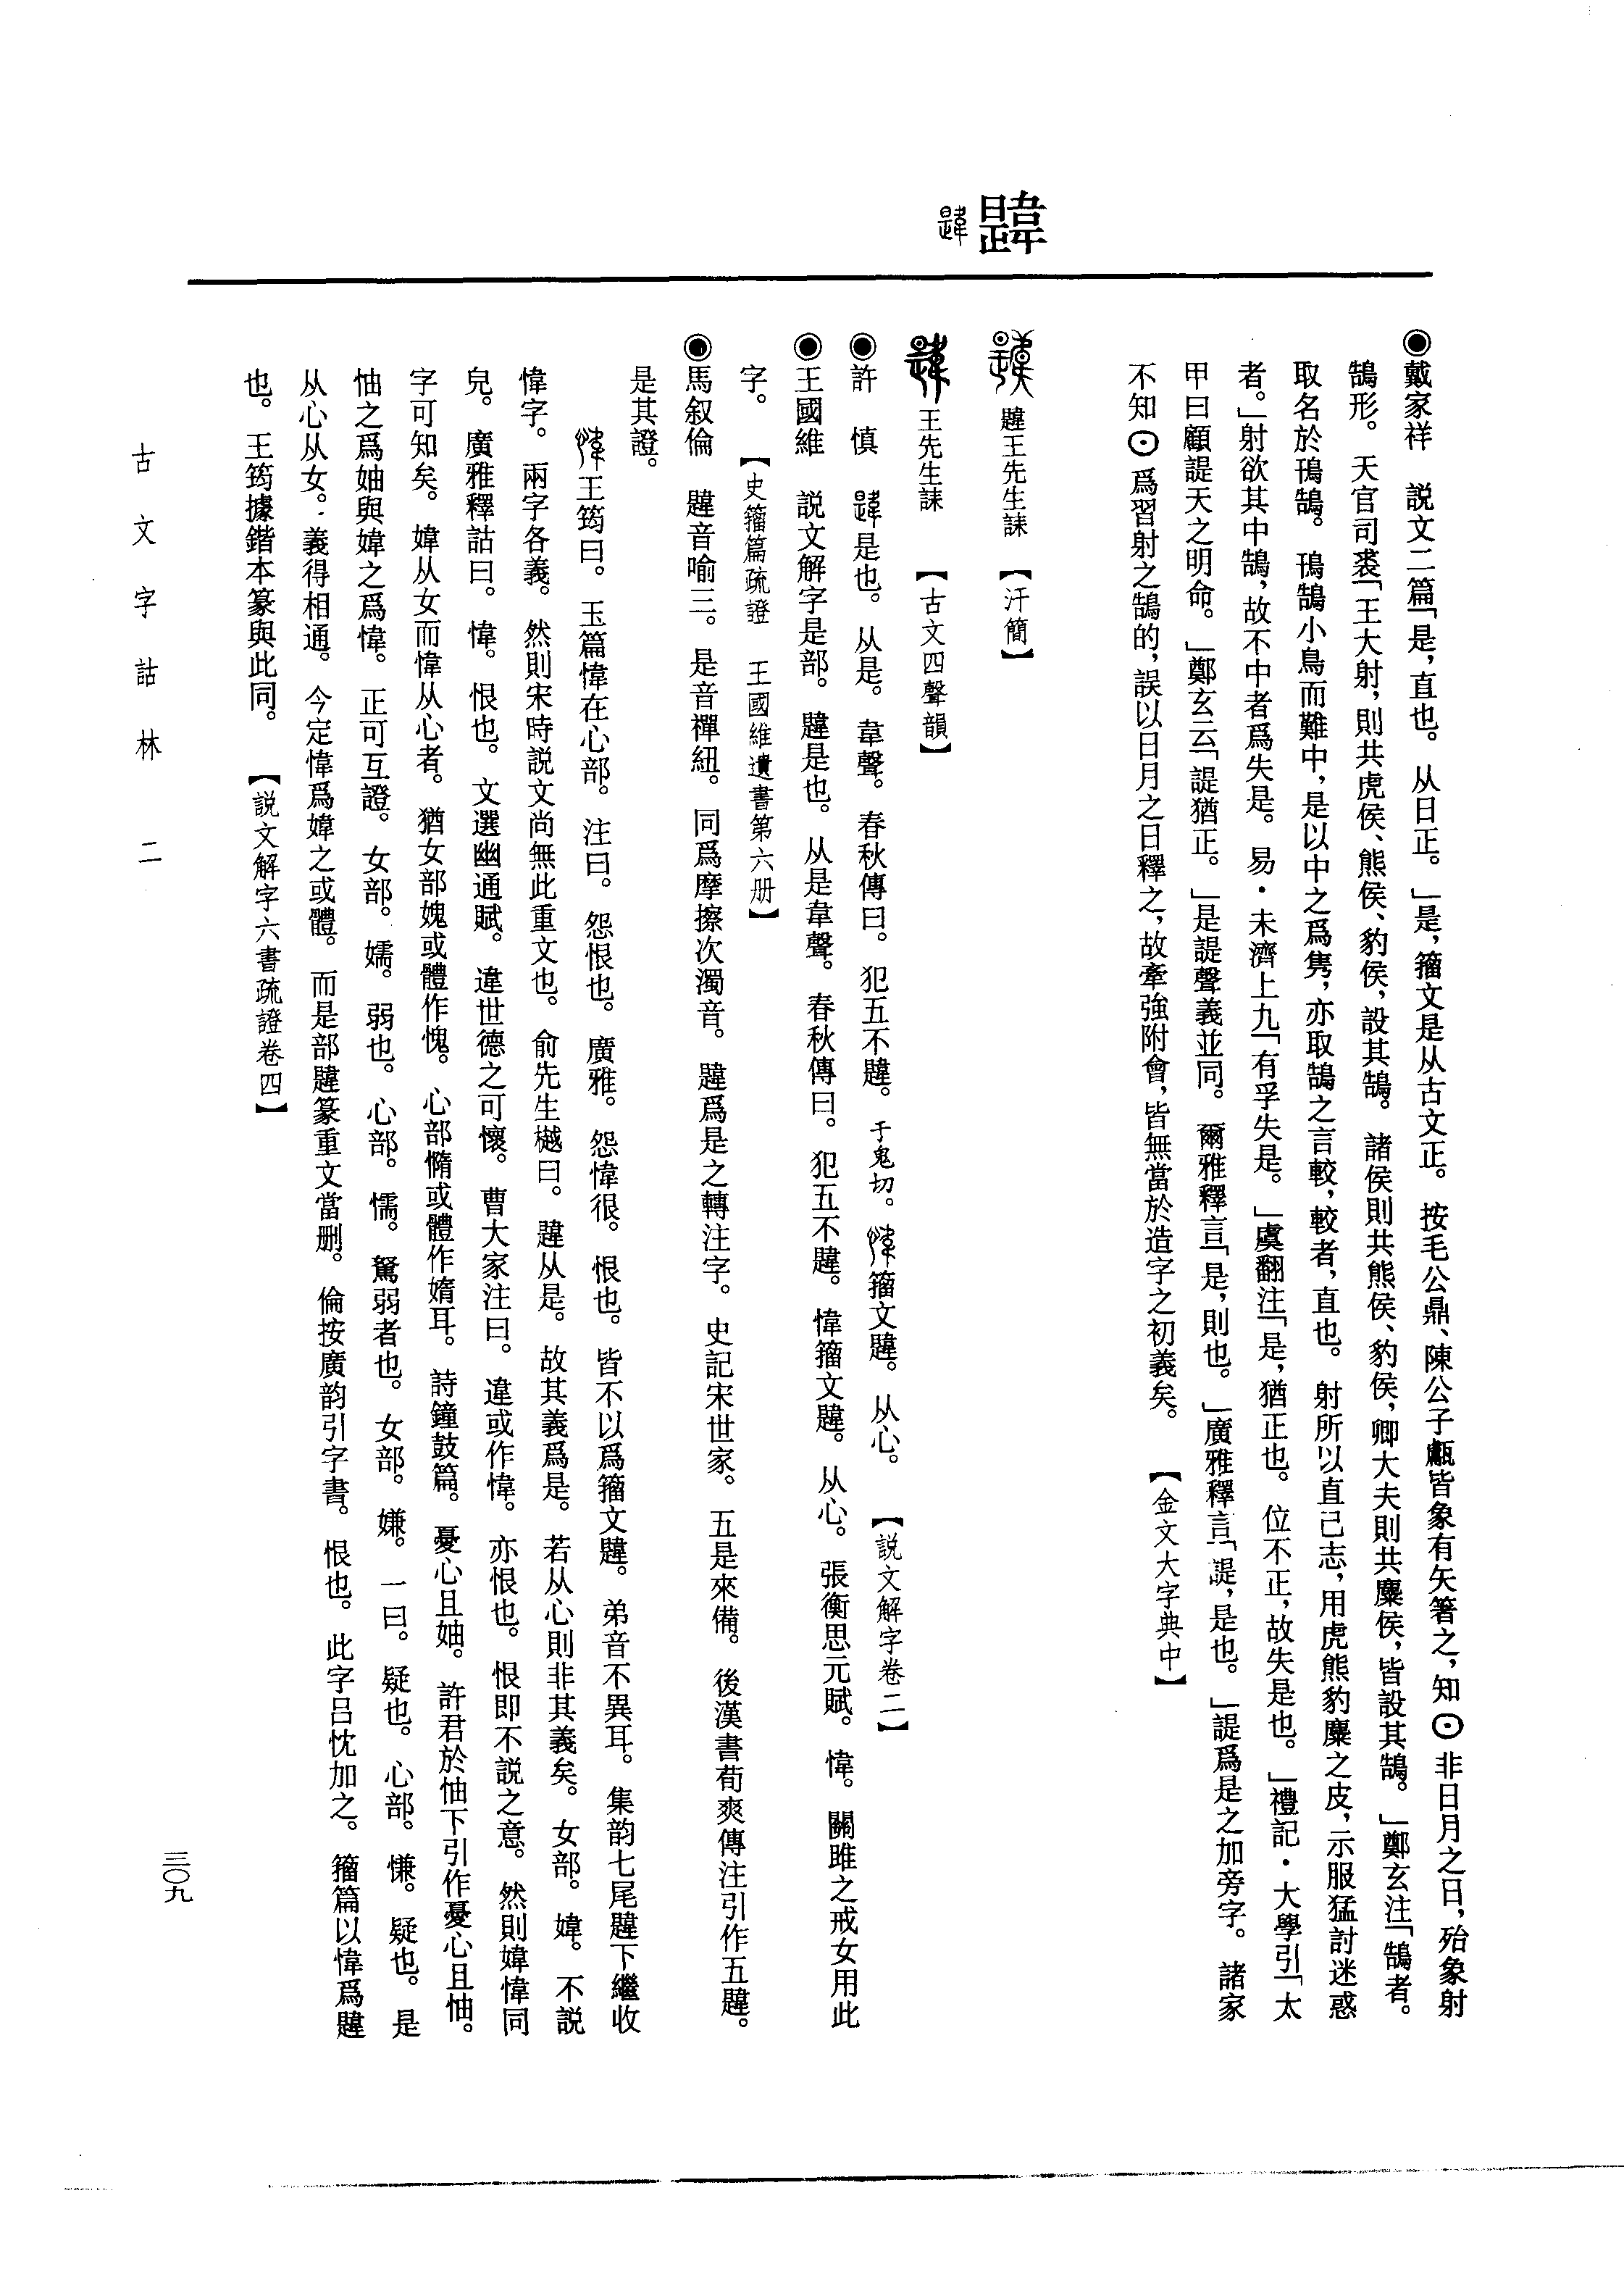 韙
◉戴家祥　説文二篇「是，直也。从日正。」是，籀文是从古文正。按毛公鼎、陳公子甗皆象有矢箸之，知⊙非日月之日，殆象射
鵠形。天官司裘「王大射，則共虎侯、熊侯、豹侯，設其鵠。諸侯則共熊侯、豹侯，卿大夫則共麋侯，皆設其鵠。」鄭玄注「鵠者。
取名於鳱鵠。鳱鵠小鳥而難中，是以中之爲雋，亦取鵠之言較，較者，直也。射所以直己志，用虎熊豹麋之皮，示服猛討迷惑
者。」射欲其中鵠，故不中者爲失是。易·未濟上九「有孚失是。」虞翻注「是，猶正也。位不正，故失是也。」禮記·大學引「太
甲曰顧諟天之明命。」鄭玄云「諟猶正。」是諟聲義並同。爾雅釋言「是，則也。」廣雅釋言「諟，是也。」諟爲是之加旁字。諸家
不知⊙爲習射之鵠的，誤以日月之日釋之，故牽強附會，皆無當於造字之初義矣。　【金文大字典中】
韙王先生誄　【汗簡】
王先生誄　【古文四聲韻】
◉許　慎　韙是也。从是。韋聲。春秋傳曰。犯五不韙。于鬼切。愇籀文韙。从心。　【説文解字卷二】
◉王國維　説文解字是部。韙是也。从是韋聲。春秋傳曰。犯五不韙。愇籀文韙。从心。張衡思元賦。愇。關雎之戒女用此
字。　【史籀篇疏證　王國維遺書第六册】
◉馬叙倫　韙音喻三。是音禪紐。同爲摩擦次濁音。韙爲是之轉注字。史記宋世家。五是來備。後漢書荀爽傳注引作五韙。
是其證。
愇王筠曰。玉篇愇在心部。注曰。怨恨也。廣雅。怨愇很。恨也。皆不以爲籀文韙。弟音不異耳。集韵七尾韙下繼收
愇字。兩字各義。然則宋時説文尚無此重文也。俞先生樾曰。韙从是。故其義爲是。若从心則非其義矣。女部。媁。不説
皃。廣雅釋詁曰。愇。恨也。文選幽通賦。違世德之可懷。曹大家注曰。違或作愇。亦恨也。恨即不説之意。然則媁愇同
字可知矣。媁从女而愇从心者。猶女部媿或體作愧。心部憜或體作媠耳。詩鐘鼓篇。憂心且妯。許君於怞下引作憂心且怞。
怞之爲妯與媁之爲愇。正可互證。女部。嬬。弱也。心部。懦。駑弱者也。女部。嫌。一曰。疑也。心部。慊。疑也。是
从心从女。義得相通。今定愇爲媁之或體。而是部韙篆重文當删。倫按廣韵引字書。恨也。此字吕忱加之。籀篇以愇爲韙
也。王筠據鍇本篆與此同。　【説文解字六書疏證卷四】
古文字詁林　二
三〇九